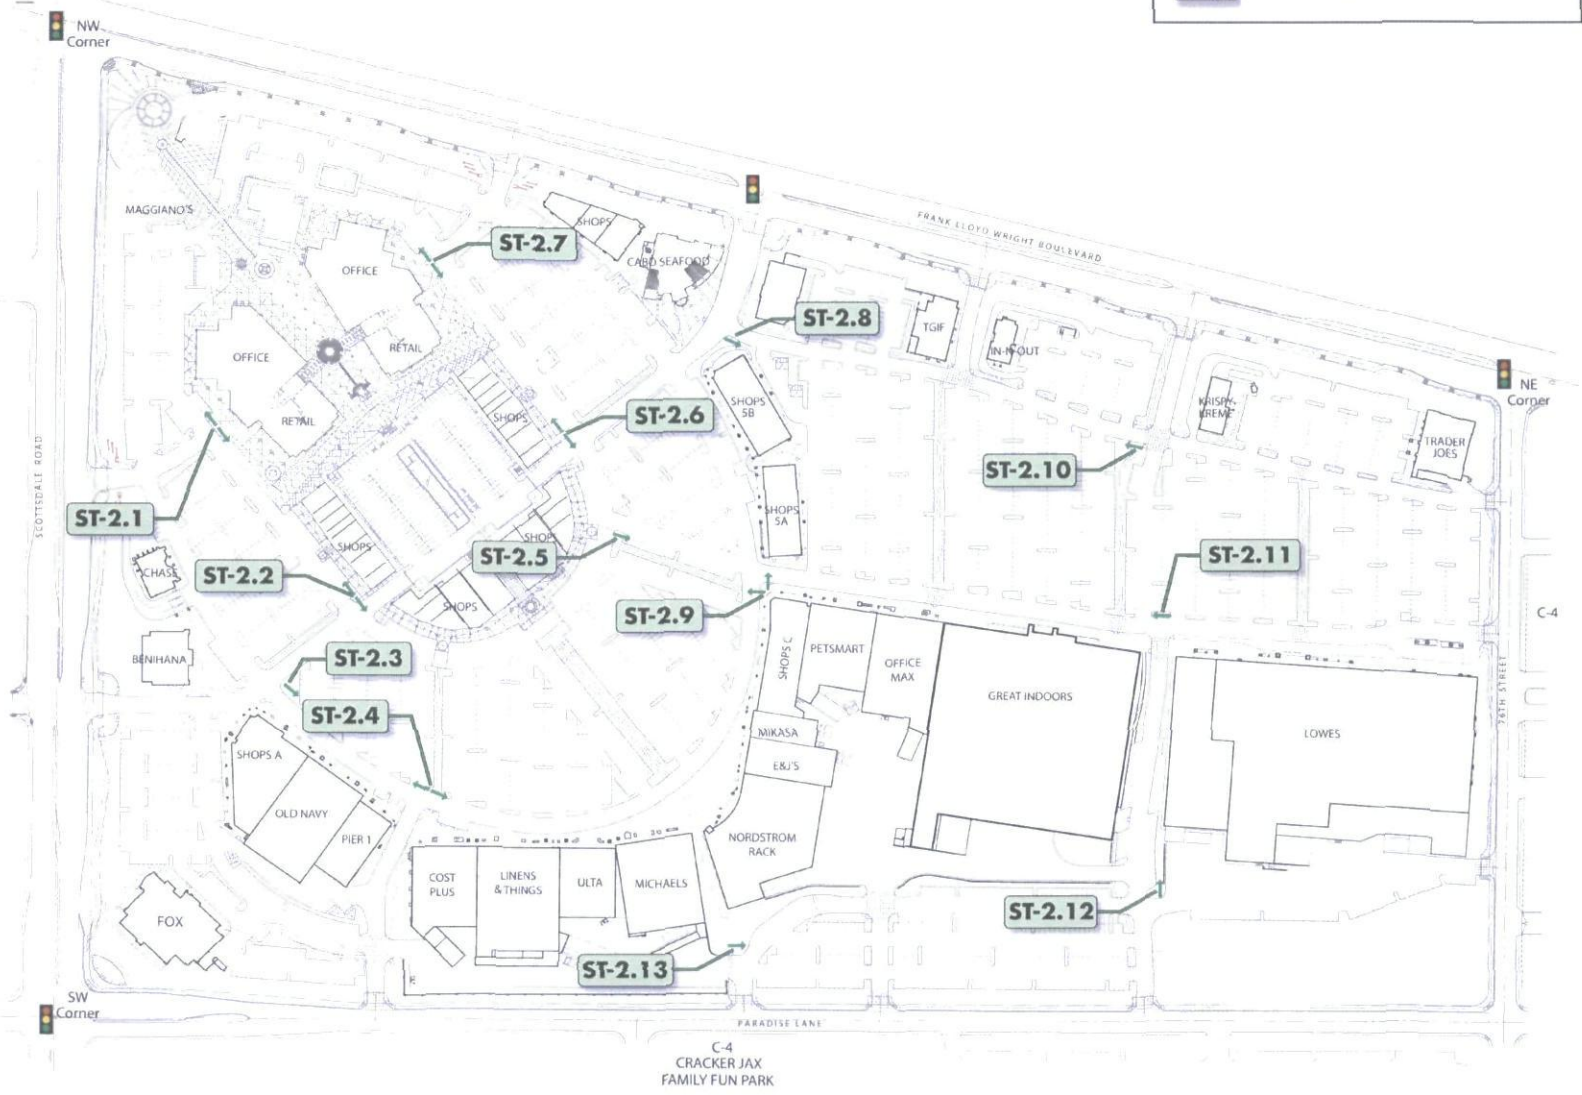 NW
Corner
MAGGIANO'S
OFFICE
RETAIL
OFFICE
RETAIL
SHOPS
CABO SEAFOOD
FRANK LLOYD WRIGHT BOULEVARD
ST-2.7
ST-2.8
TGIF
IN-N-OUT
KRISPY
KREME
NE
Corner
TRADER
JOES
SHOPS
5B
SHOPS
ST-2.6
ST-2.10
ST-2.1
SCOTTSDALE ROAD
SHOPS
5A
SHOPS
SHOPS
ST-2.5
ST-2.11
CHASE
ST-2.2
SHOPS
ST-2.9
C-4
BENIHANA
ST-2.3
SHOPS C
PETSMART
OFFICE
MAX
GREAT INDOORS
76TH STREET
ST-2.4
MIKASA
LOWES
SHOPS A
E&J'S
OLD NAVY
PIER 1
NORDSTROM
RACK
COST
PLUS
LINENS
& THINGS
ULTA
MICHAELS
FOX
ST-2.12
ST-2.13
SW
Corner
PARADISE LANE
C-4
CRACKER JAX
FAMILY FUN PARK